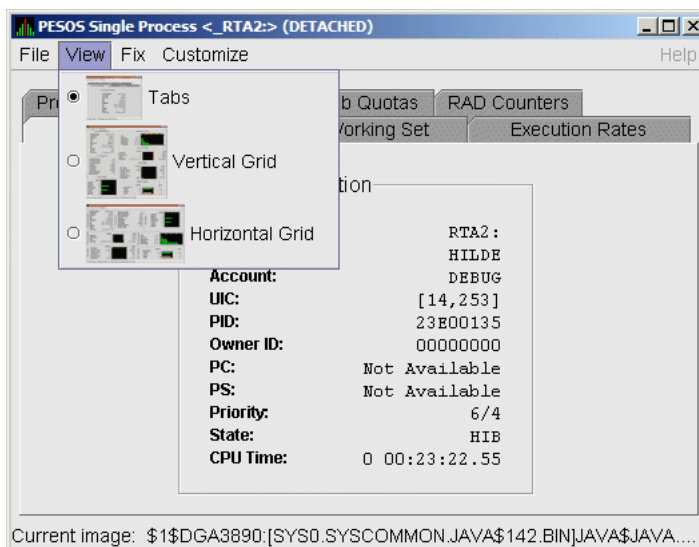 PESOS Single Process <_RTA2:> (DETACHED)
File View Fix Customize Help
Tabs
Vertical Grid
Horizontal Grid
b Quotas RAD Counters
Working Set Execution Rates
RTA2:
HILDE
Account: DEBUG
UIC: [14,253]
PID: 23E00135
Owner ID: 00000000
PC: Not Available
PS: Not Available
Priority: 6/4
State: HIB
CPU Time: 0 00:23:22.55
Current image: $1$DGA3890:[SYS0.SYSCOMMON.JAVA$142.BIN]JAVA$JAVA....